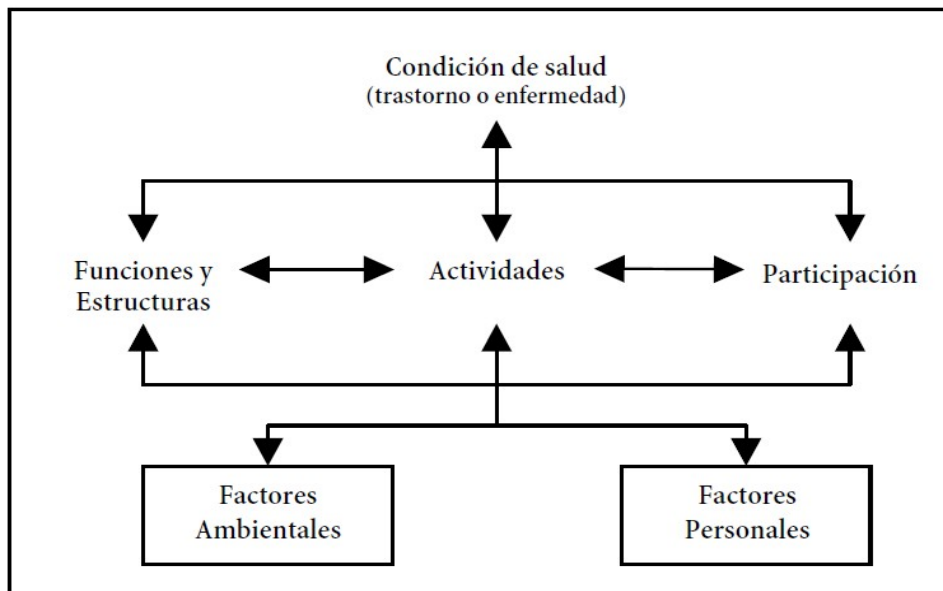 Condición de salud
(trastorno o enfermedad)
Funciones y
Estructuras
Actividades
Participación
Factores
Ambientales
Factores
Personales